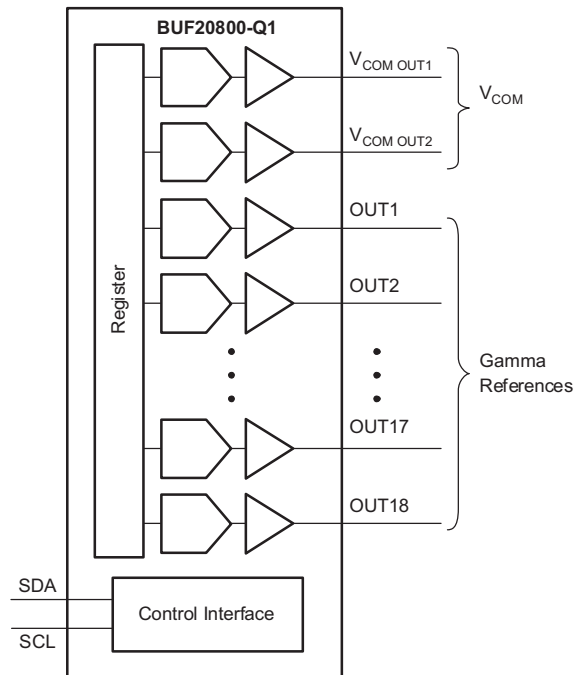 BUF20800-Q1
V_COM OUT1
V_COM
V_COM OUT2
OUT1
OUT2
Register
Gamma
References
OUT17
OUT18
SDA
Control Interface
SCL